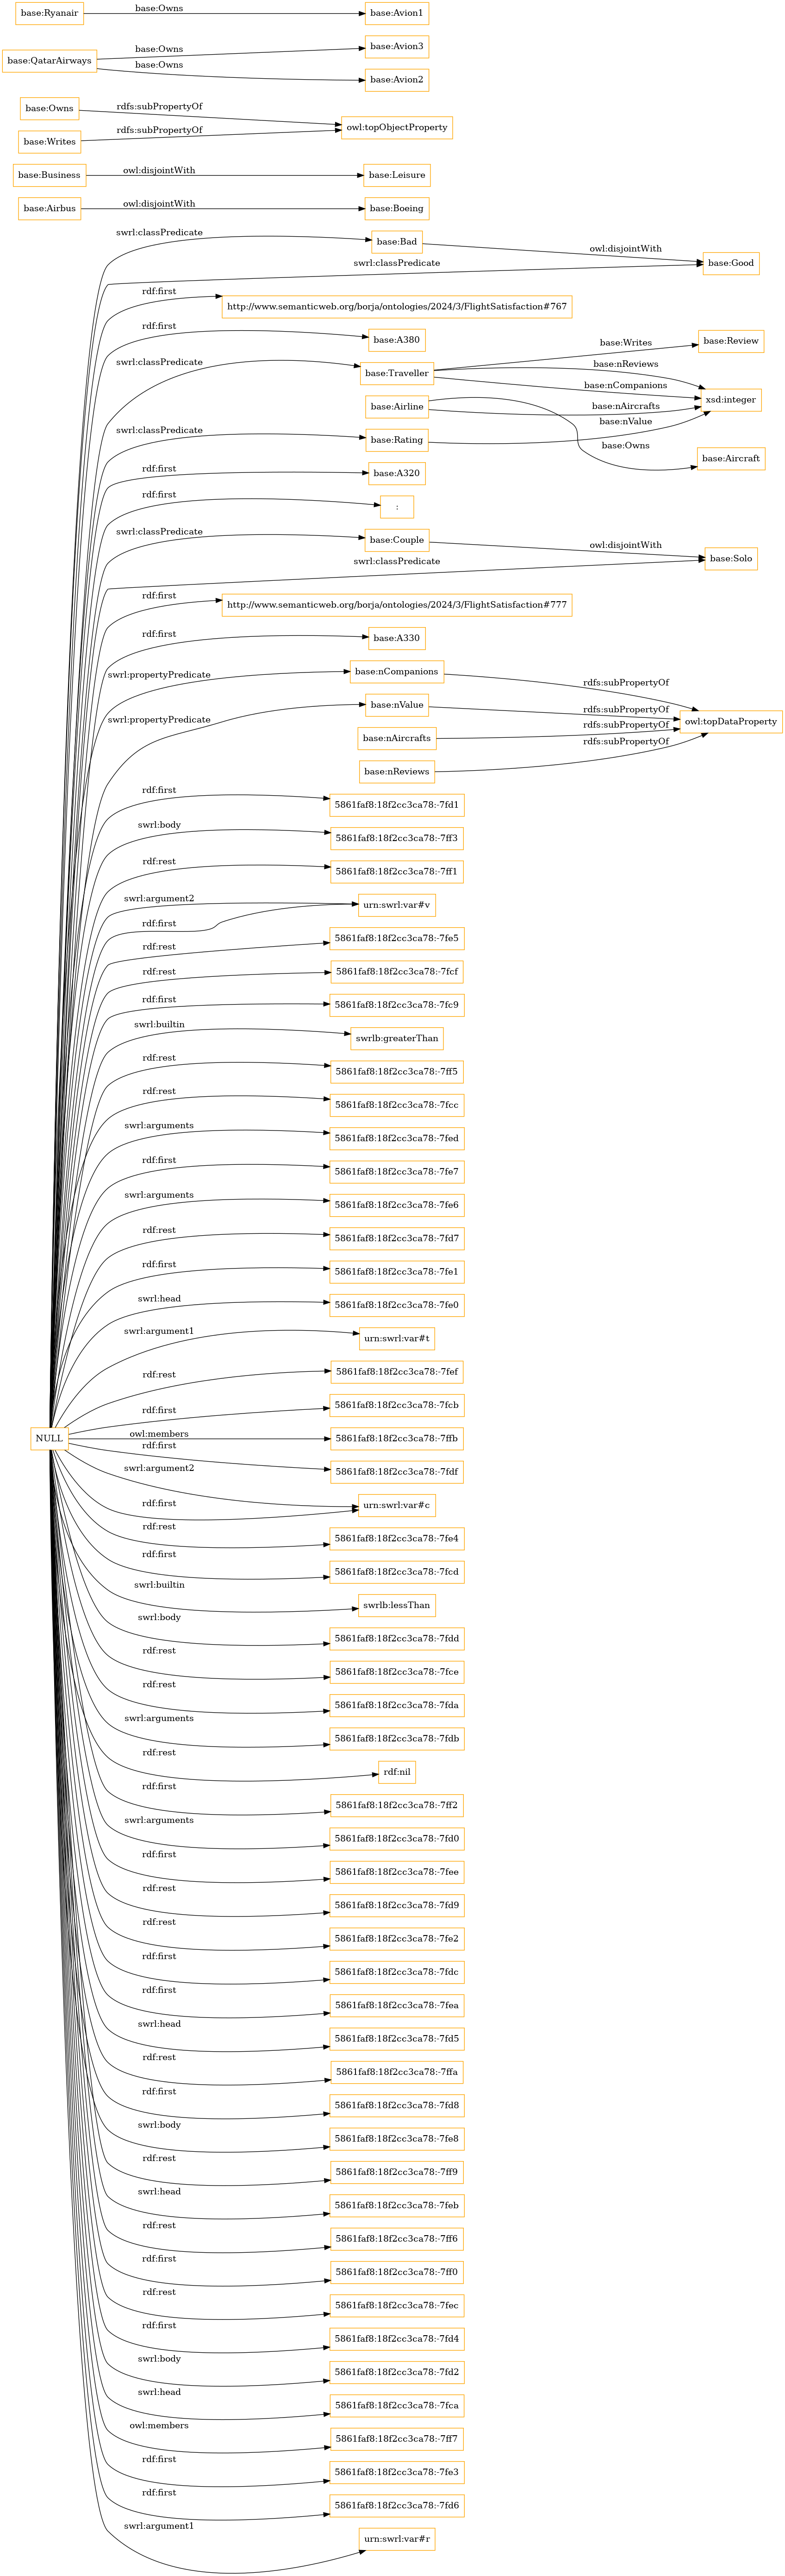 base:Ryanair
base:Owns
base:Avion1
base:QatarAirways
base:Owns
base:Avion3
base:Owns
base:Avion2
base:Owns
rdfs:subPropertyOf
owl:topObjectProperty
base:Writes
rdfs:subPropertyOf
base:Business
owl:disjointWith
base:Leisure
base:Airbus
owl:disjointWith
base:Boeing
swrl:classPredicate
base:Bad
owl:disjointWith
base:Good
swrl:classPredicate
rdf:first
http://www.semanticweb.org/borja/ontologies/2024/3/FlightSatisfaction#767
rdf:first
base:A380
swrl:classPredicate
base:Traveller
base:Writes
base:Review
base:nReviews
base:nCompanions
xsd:integer
base:Airline
base:nAircrafts
base:nValue
swrl:classPredicate
base:Rating
base:Owns
base:Aircraft
rdf:first
base:A320
rdf:first
:
swrl:classPredicate
base:Couple
owl:disjointWith
base:Solo
swrl:classPredicate
rdf:first
http://www.semanticweb.org/borja/ontologies/2024/3/FlightSatisfaction#777
rdf:first
base:A330
swrl:propertyPredicate
base:nCompanions
rdfs:subPropertyOf
swrl:propertyPredicate
base:nValue
rdfs:subPropertyOf
owl:topDataProperty
base:nAircrafts
rdfs:subPropertyOf
base:nReviews
rdfs:subPropertyOf
rdf:first
5861faf8:18f2cc3ca78:-7fd1
swrl:body
5861faf8:18f2cc3ca78:-7ff3
rdf:rest
5861faf8:18f2cc3ca78:-7ff1
swrl:argument2
urn:swrl:var#v
rdf:first
rdf:rest
5861faf8:18f2cc3ca78:-7fe5
rdf:rest
5861faf8:18f2cc3ca78:-7fcf
rdf:first
5861faf8:18f2cc3ca78:-7fc9
swrl:builtin
swrlb:greaterThan
rdf:rest
5861faf8:18f2cc3ca78:-7ff5
rdf:rest
5861faf8:18f2cc3ca78:-7fcc
swrl:arguments
5861faf8:18f2cc3ca78:-7fed
rdf:first
5861faf8:18f2cc3ca78:-7fe7
swrl:arguments
5861faf8:18f2cc3ca78:-7fe6
rdf:rest
5861faf8:18f2cc3ca78:-7fd7
rdf:first
5861faf8:18f2cc3ca78:-7fe1
swrl:head
5861faf8:18f2cc3ca78:-7fe0
swrl:argument1
urn:swrl:var#t
rdf:rest
5861faf8:18f2cc3ca78:-7fef
rdf:first
5861faf8:18f2cc3ca78:-7fcb
NULL
owl:members
5861faf8:18f2cc3ca78:-7ffb
rdf:first
5861faf8:18f2cc3ca78:-7fdf
swrl:argument2
urn:swrl:var#c
rdf:first
rdf:rest
5861faf8:18f2cc3ca78:-7fe4
rdf:first
5861faf8:18f2cc3ca78:-7fcd
swrl:builtin
swrlb:lessThan
swrl:body
5861faf8:18f2cc3ca78:-7fdd
rdf:rest
5861faf8:18f2cc3ca78:-7fce
rdf:rest
5861faf8:18f2cc3ca78:-7fda
swrl:arguments
5861faf8:18f2cc3ca78:-7fdb
rdf:rest
rdf:nil
rdf:first
5861faf8:18f2cc3ca78:-7ff2
swrl:arguments
5861faf8:18f2cc3ca78:-7fd0
rdf:first
5861faf8:18f2cc3ca78:-7fee
rdf:rest
5861faf8:18f2cc3ca78:-7fd9
rdf:rest
5861faf8:18f2cc3ca78:-7fe2
rdf:first
5861faf8:18f2cc3ca78:-7fdc
rdf:first
5861faf8:18f2cc3ca78:-7fea
swrl:head
5861faf8:18f2cc3ca78:-7fd5
rdf:rest
5861faf8:18f2cc3ca78:-7ffa
rdf:first
5861faf8:18f2cc3ca78:-7fd8
swrl:body
5861faf8:18f2cc3ca78:-7fe8
rdf:rest
5861faf8:18f2cc3ca78:-7ff9
swrl:head
5861faf8:18f2cc3ca78:-7feb
rdf:rest
5861faf8:18f2cc3ca78:-7ff6
rdf:first
5861faf8:18f2cc3ca78:-7ff0
rdf:rest
5861faf8:18f2cc3ca78:-7fec
rdf:first
5861faf8:18f2cc3ca78:-7fd4
swrl:body
5861faf8:18f2cc3ca78:-7fd2
swrl:head
5861faf8:18f2cc3ca78:-7fca
owl:members
5861faf8:18f2cc3ca78:-7ff7
rdf:first
5861faf8:18f2cc3ca78:-7fe3
rdf:first
5861faf8:18f2cc3ca78:-7fd6
swrl:argument1
urn:swrl:var#r